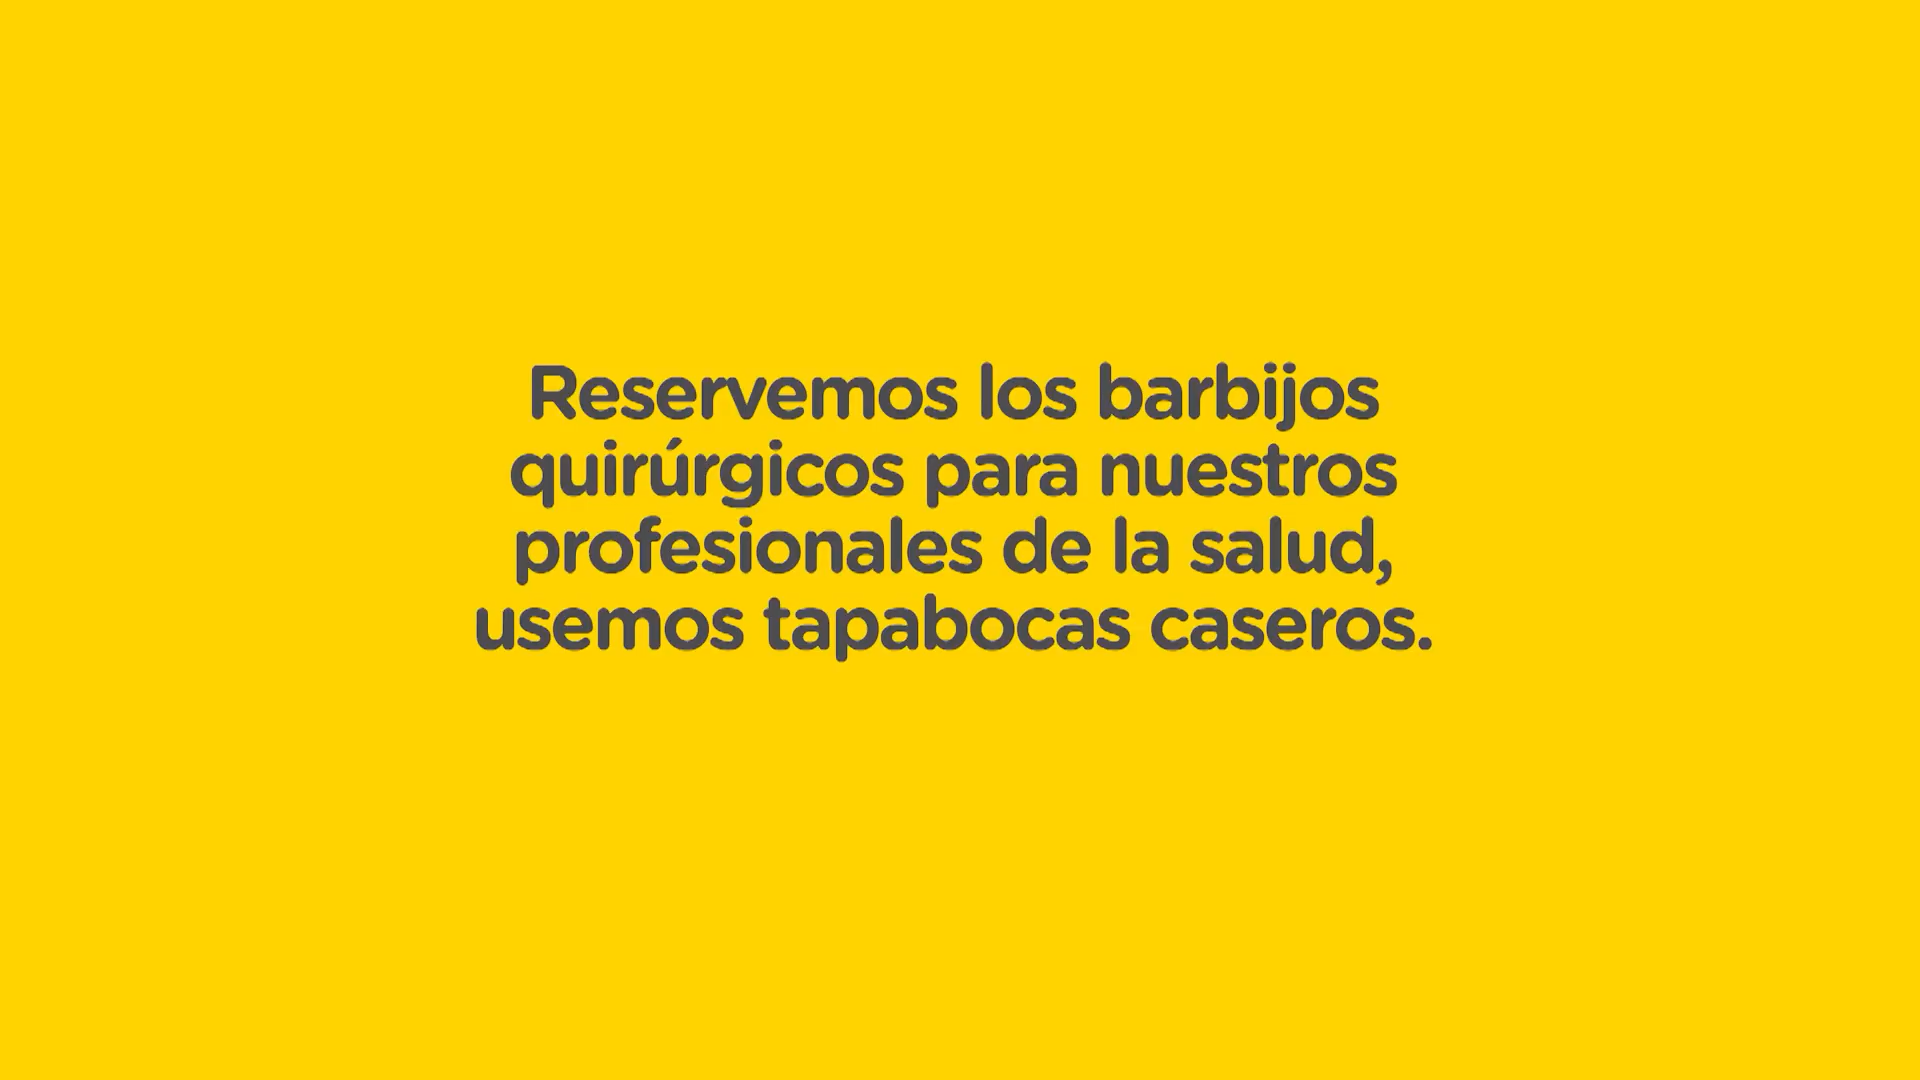 Reservemos los barbijos
quirúrgicos para nuestros
profesionales de la salud,
usemos tapabocas caseros.